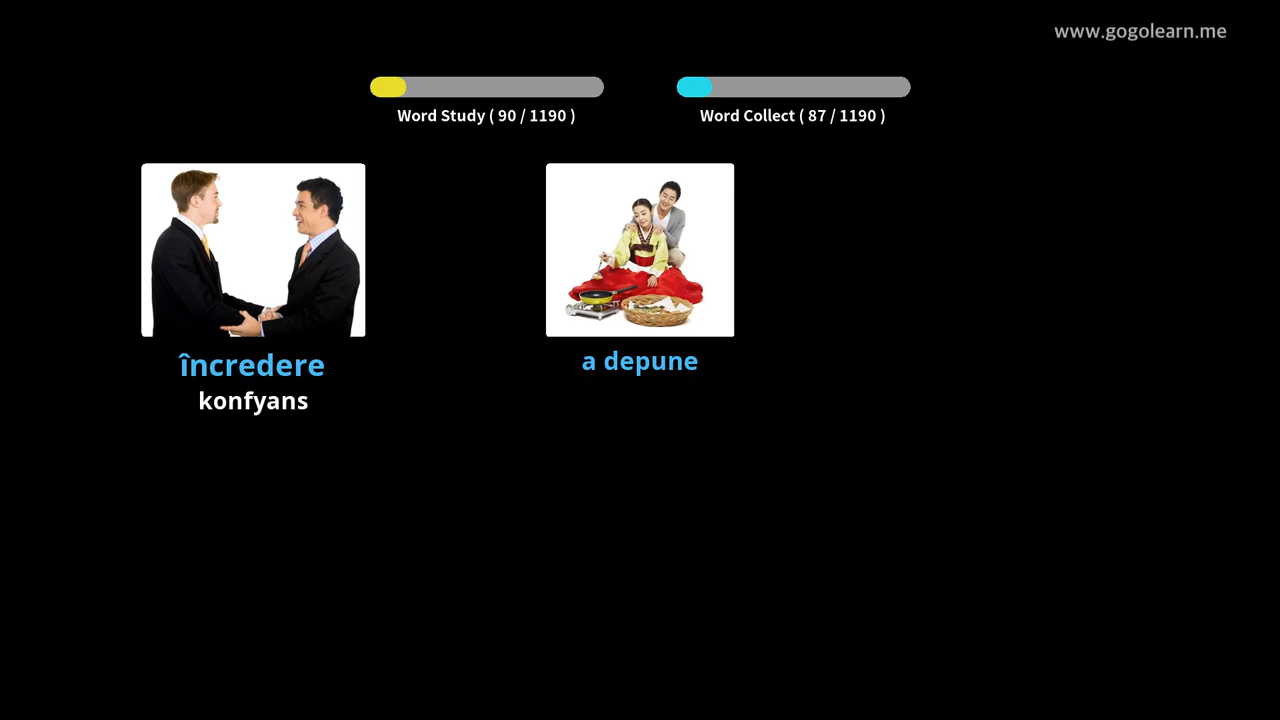 www.gogolearn.me
Word Study ( 90 / 1190 )
Word Collect ( 87 / 1190 )
încredere
konfyans
a depune